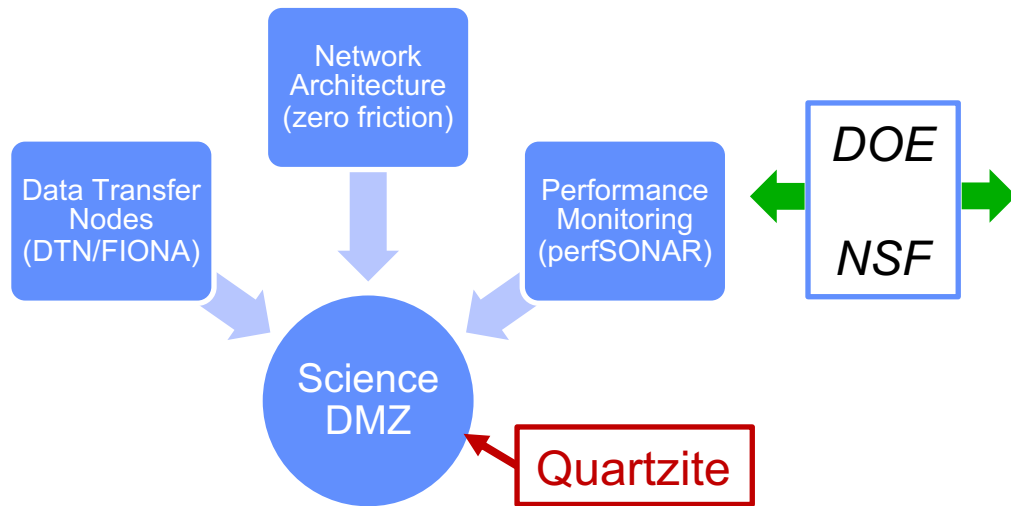 Network
Architecture
(zero friction)
Data Transfer
Nodes
(DTN/FIONA)
Performance
Monitoring
(perfSONAR)
DOE
NSF
Science
DMZ
Quartzite